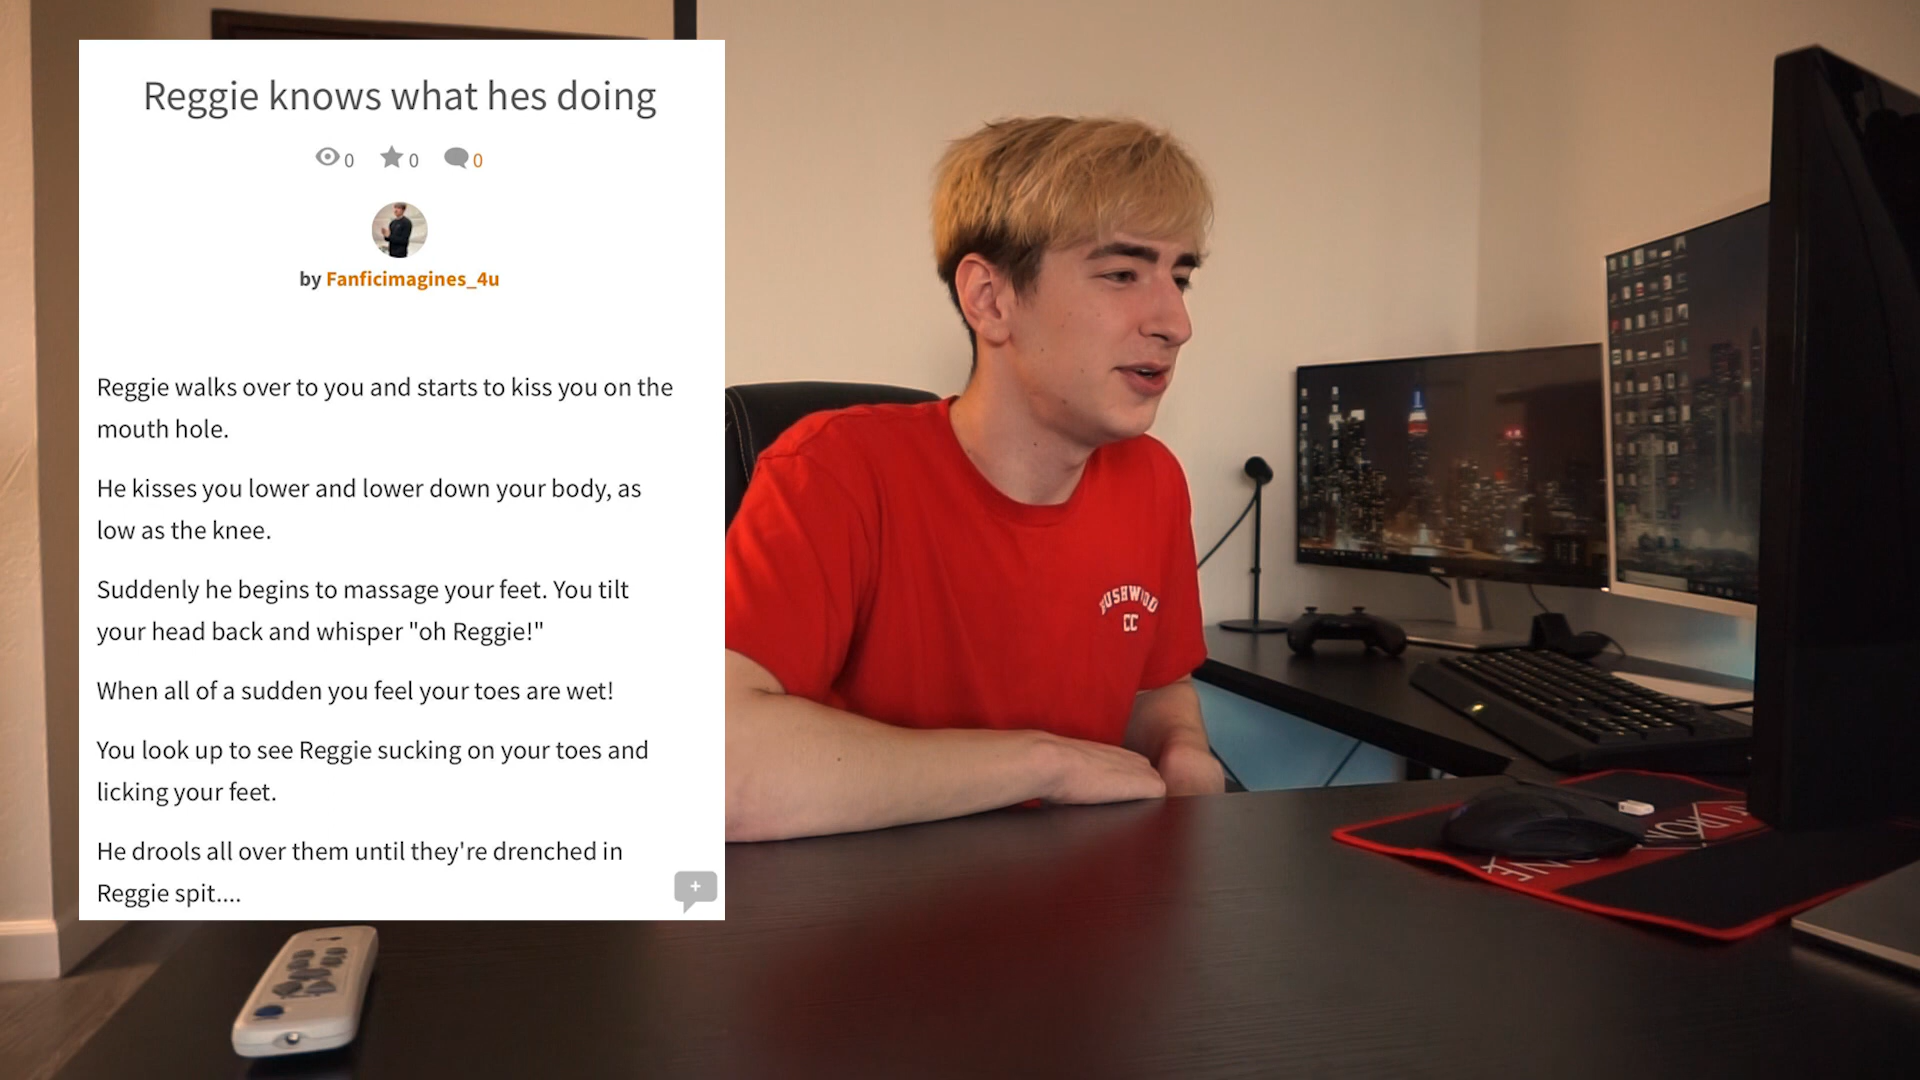 Reggie knows what hes doing
0 0 0
by Fanficimagines_4u
Reggie walks over to you and starts to kiss you on the
mouth hole.
He kisses you lower and lower down your body, as
low as the knee.
Suddenly he begins to massage your feet. You tilt
your head back and whisper "oh Reggie!"
When all of a sudden you feel your toes are wet!
You look up to see Reggie sucking on your toes and
licking your feet.
He drools all over them until they're drenched in
Reggie spit....
BUSHWOOD
CC